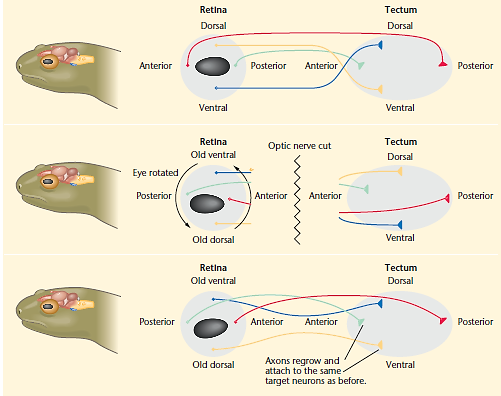 Retina Tectum
Dorsal Dorsal
Anterior Posterior Anterior Posterior
Ventral Ventral
Retina Tectum
Old ventral Optic nerve cut Dorsal
Eye rotated
Posterior Anterior Anterior Posterior
Old dorsal Ventral
Retina Tectum
Old ventral Dorsal
Posterior Anterior Anterior Posterior
Old dorsal Ventral
Axons regrow and
attach to the same
target neurons as before.